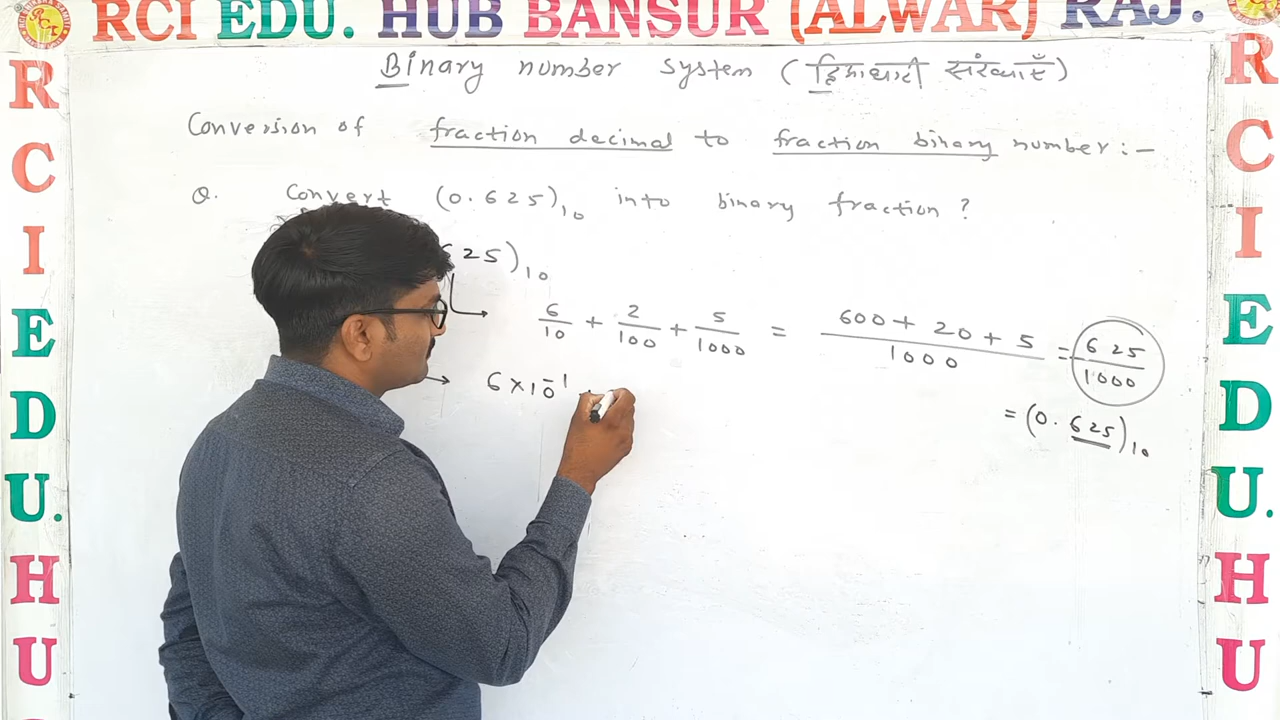 RCI EDU. HUB BANSUR (ALWAR) RAJ.
R
C
I
E
D
U.
H
U
Binary number system (द्विआधारी संख्याएँ)
Conversion of fraction decimal to fraction binary number :-
Q. Convert (0.625)₁₀ into binary fraction ?
25)₁₀
6/10 + 2/100 + 5/1000 = 600 + 20 + 5/1000 = 625/1000
= (0.625)₁₀
6 × 10⁻¹
R
C
I
E
D
U.
H
U